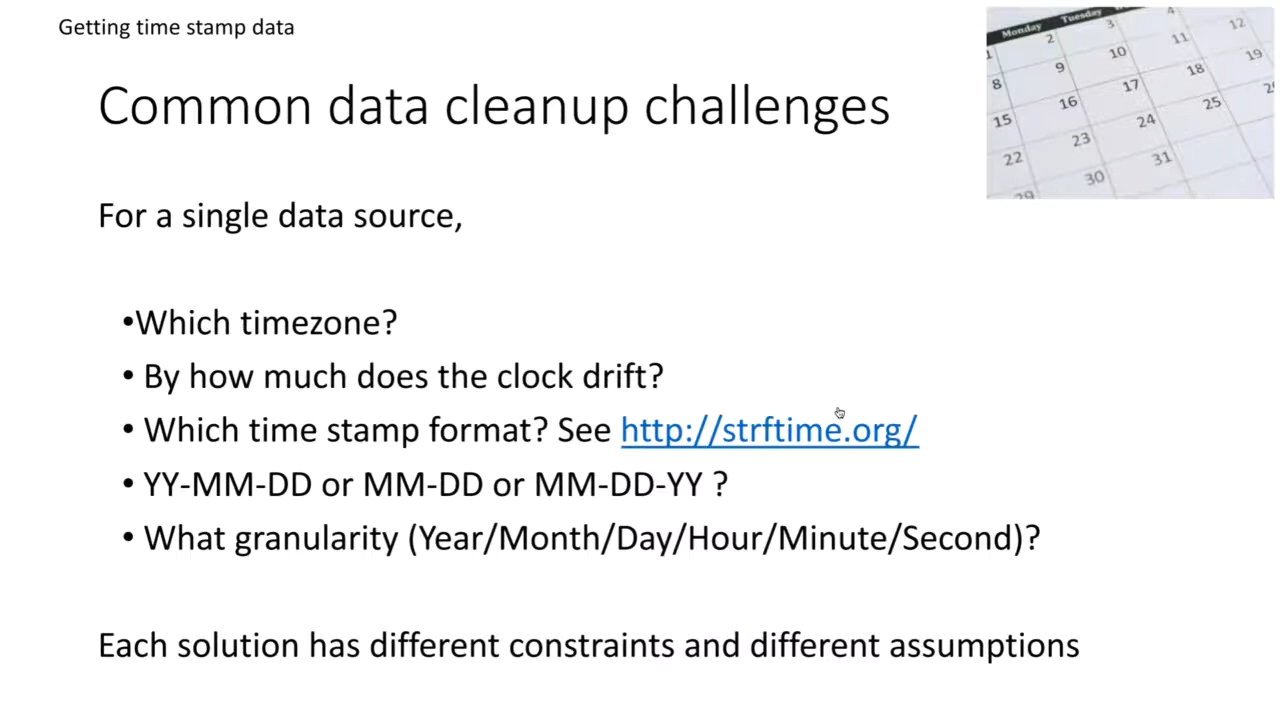 Getting time stamp data
Common data cleanup challenges
For a single data source,
•Which timezone?
• By how much does the clock drift?
• Which time stamp format? See http://strftime.org/
• YY-MM-DD or MM-DD or MM-DD-YY ?
• What granularity (Year/Month/Day/Hour/Minute/Second)?
Each solution has different constraints and different assumptions
Monday Tuesday
1 2 3 4
8 9 10 11 12
15 16 17 18 19
22 23 24 25
29 30 31